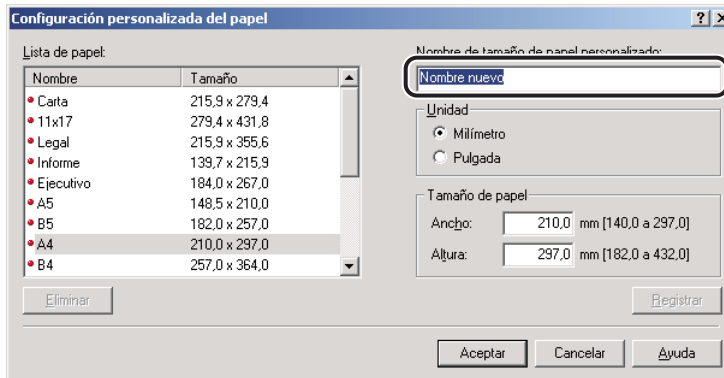 Configuración personalizada del papel
Lista de papel:
Nombre Tamaño
Carta 215,9 x 279,4
11x17 279,4 x 431,8
Legal 215,9 x 355,6
Informe 139,7 x 215,9
Ejecutivo 184,0 x 267,0
A5 148,5 x 210,0
B5 182,0 x 257,0
A4 210,0 x 297,0
B4 257,0 x 364,0
Eliminar
Nombre de tamaño de papel personalizado:
Nombre nuevo
Unidad
Milímetro
Pulgada
Tamaño de papel
Ancho: 210,0 mm [140,0 a 297,0]
Altura: 297,0 mm [182,0 a 432,0]
Registrar
Aceptar Cancelar Ayuda